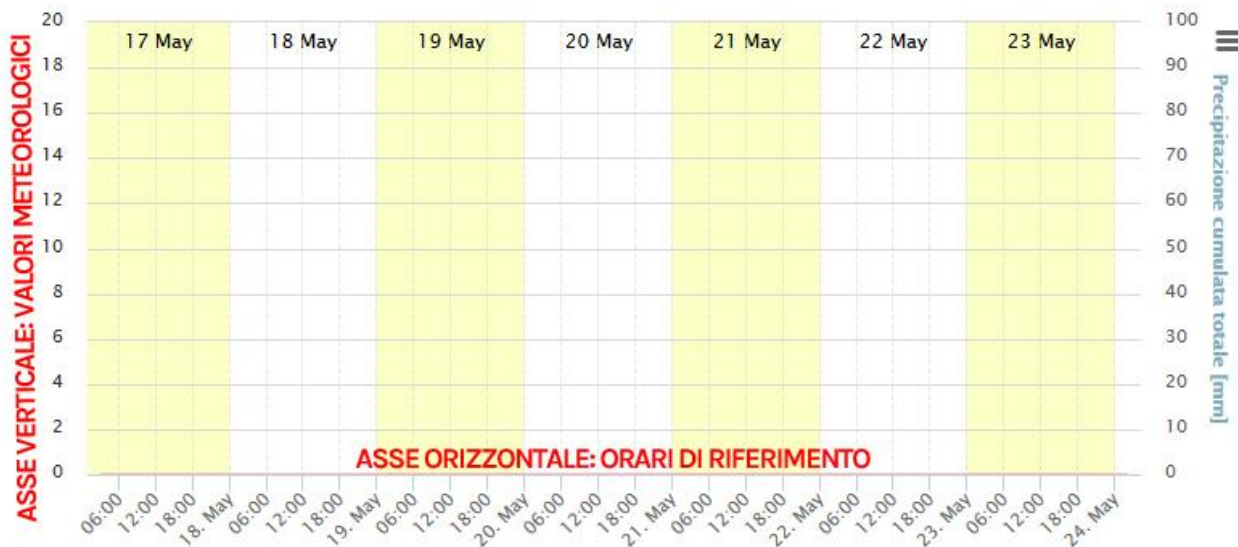 ASSE VERTICALE: VALORI METEOROLOGICI
20
18
16
14
12
10
8
6
4
2
0
17 May
18 May
19 May
20 May
21 May
22 May
23 May
100
90
80
70
60
50
40
30
20
10
0
Precipitazione cumulata totale [mm]
ASSE ORIZZONTALE: ORARI DI RIFERIMENTO
06:00
12:00
18:00
18. May
06:00
12:00
18:00
19. May
06:00
12:00
18:00
20. May
06:00
12:00
18:00
21. May
06:00
12:00
18:00
22. May
06:00
12:00
18:00
23. May
06:00
12:00
18:00
24. May